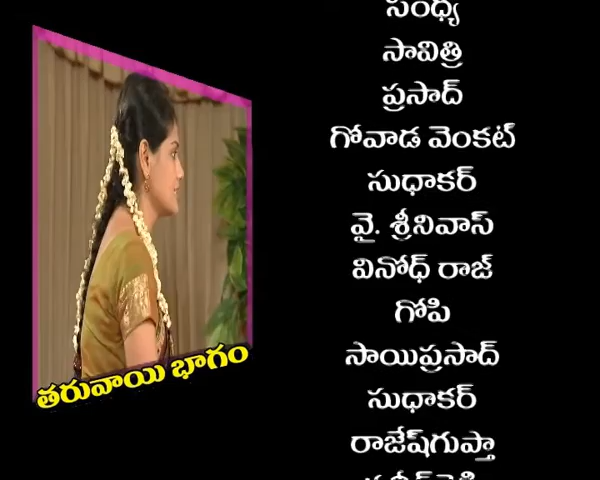 సంధ్య
సావిత్రి
ప్రసాద్
గోవాడ వెంకట్
సుధాకర్
వై. శ్రీనివాస్
వినోధ్ రాజ్
గోపి
సాయిప్రసాద్
సుధాకర్
రాజేష్‌గుప్తా
తరువాయి భాగం